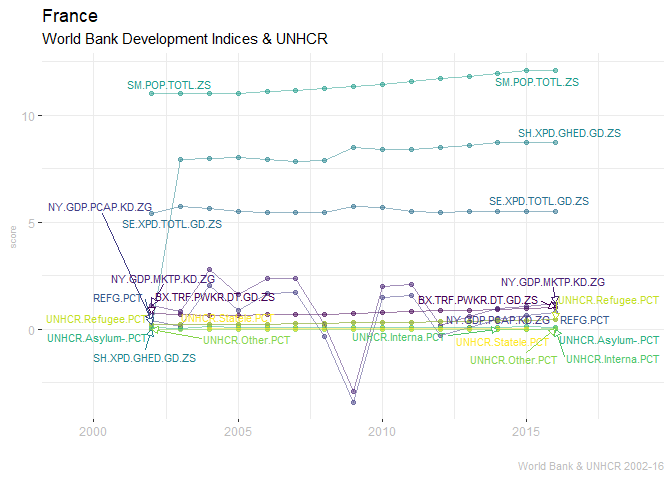 France
World Bank Development Indices & UNHCR
SM.POP.TOTL.ZS
SM.POP.TOTL.ZS
10
SH.XPD.GHED.GD.ZS
NY.GDP.PCAP.KD.ZG
SE.XPD.TOTL.GD.ZS
SE.XPD.TOTL.GD.ZS
5
score
NY.GDP.MKTP.KD.ZG
NY.GDP.MKTP.KD.ZG
REFG.PCT
BX.TRF.PWKR.DT.GD.ZS
BX.TRF.PWKR.DT.GD.ZS
UNHCR.Refugee.PCT
UNHCR.Refugee.PCT
UNHCR.Statele.PCT
NY.GDP.PCAP.KD.ZG
REFG.PCT
0
UNHCR.Asylum-.PCT
UNHCR.Other.PCT
UNHCR.Interna.PCT
UNHCR.Statele.PCT
UNHCR.Asylum-.PCT
SH.XPD.GHED.GD.ZS
UNHCR.Other.PCT
UNHCR.Interna.PCT
2000
2005
2010
2015
World Bank & UNHCR 2002-16